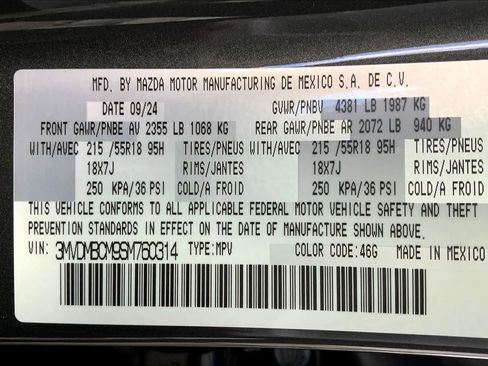 MFD. BY MAZDA MOTOR MANUFACTURING DE MEXICO S.A. DE C.V.
DATE 09/24 GVWR/PNBV 4381 LB 1987 KG
FRONT GAWR/PNBE AV 2355 LB 1068 KG REAR GAWR/PNBE AR 2072 LB 940 KG
WITH/AVEC 215 /55R18 95H TIRES/PNEUS WITH/AVEC 215 /55R18 95H TIRES/PNEUS
18X7J RIMS/JANTES 18X7J RIMS/JANTES
250 KPA/36 PSI COLD/A FROID 250 KPA/36 PSI COLD/A FROID
THIS VEHICLE CONFORMS TO ALL APPLICABLE FEDERAL MOTOR VEHICLE SAFETY AND THEFT
PREVENTION STANDARDS IN EFFECT ON THE DATE OF MANUFACTURE SHOWN ABOVE.
VIN: 3MVDMBCM9SM760314 TYPE: MPV COLOR CODE: 46G MADE IN MEXICO